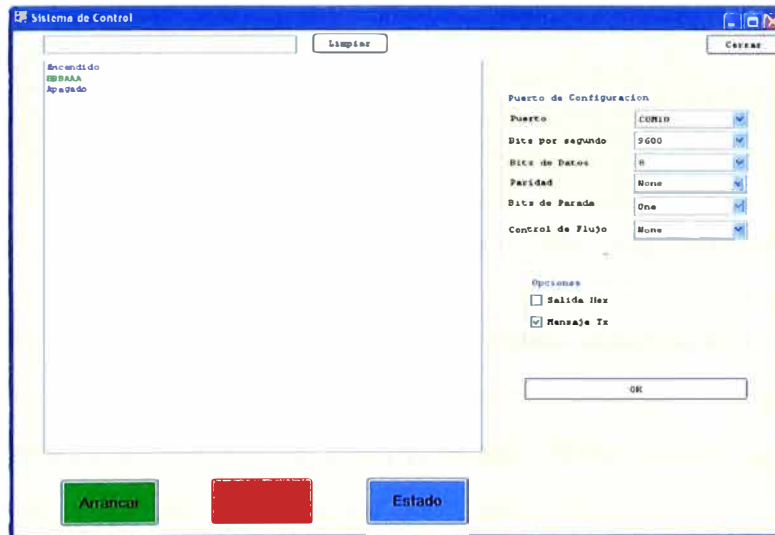 Sistema de Control
Limpiar
Cerrar
Encendido
Apagado
Puerto de Configuracion
Puerto COM10
Bits por segundo 9600
Bits de Datos 8
Paridad None
Bits de Parada One
Control de Flujo None
Opciones
Salida Hex
Mensaje Tx
OK
Arrancar
Estado